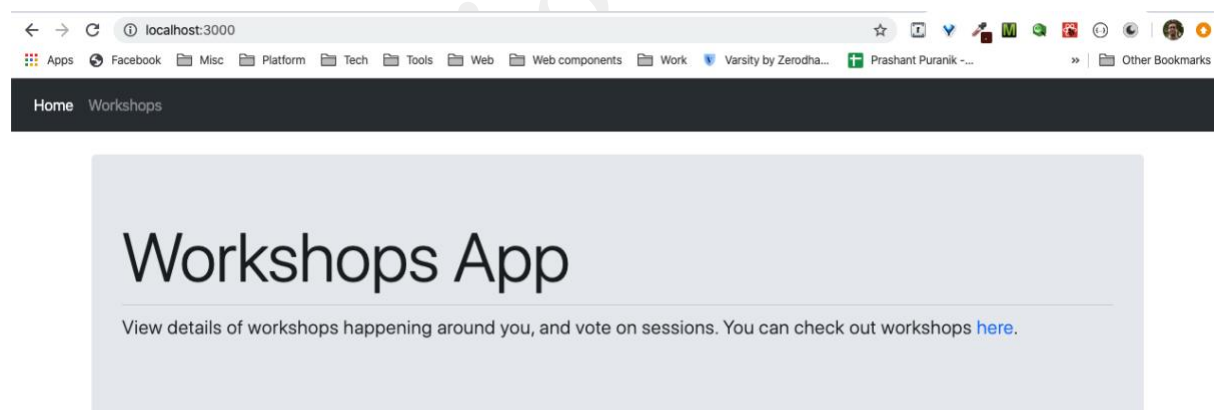 localhost:3000
Apps Facebook Misc Platform Tech Tools Web Web components Work Varsity by Zerodha... Prashant Puranik -... » Other Bookmarks
Home Workshops
Workshops App
View details of workshops happening around you, and vote on sessions. You can check out workshops here.